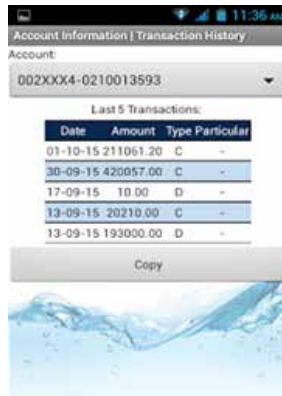 11:36 AM
Account Information | Transaction History
Account:
002XXX4-0210013593
Last 5 Transactions:
Date Amount Type Particular
01-10-15 211061.20 C -
30-09-15 420057.00 C -
17-09-15 10.00 D -
13-09-15 20210.00 C -
13-09-15 193000.00 D -
Copy